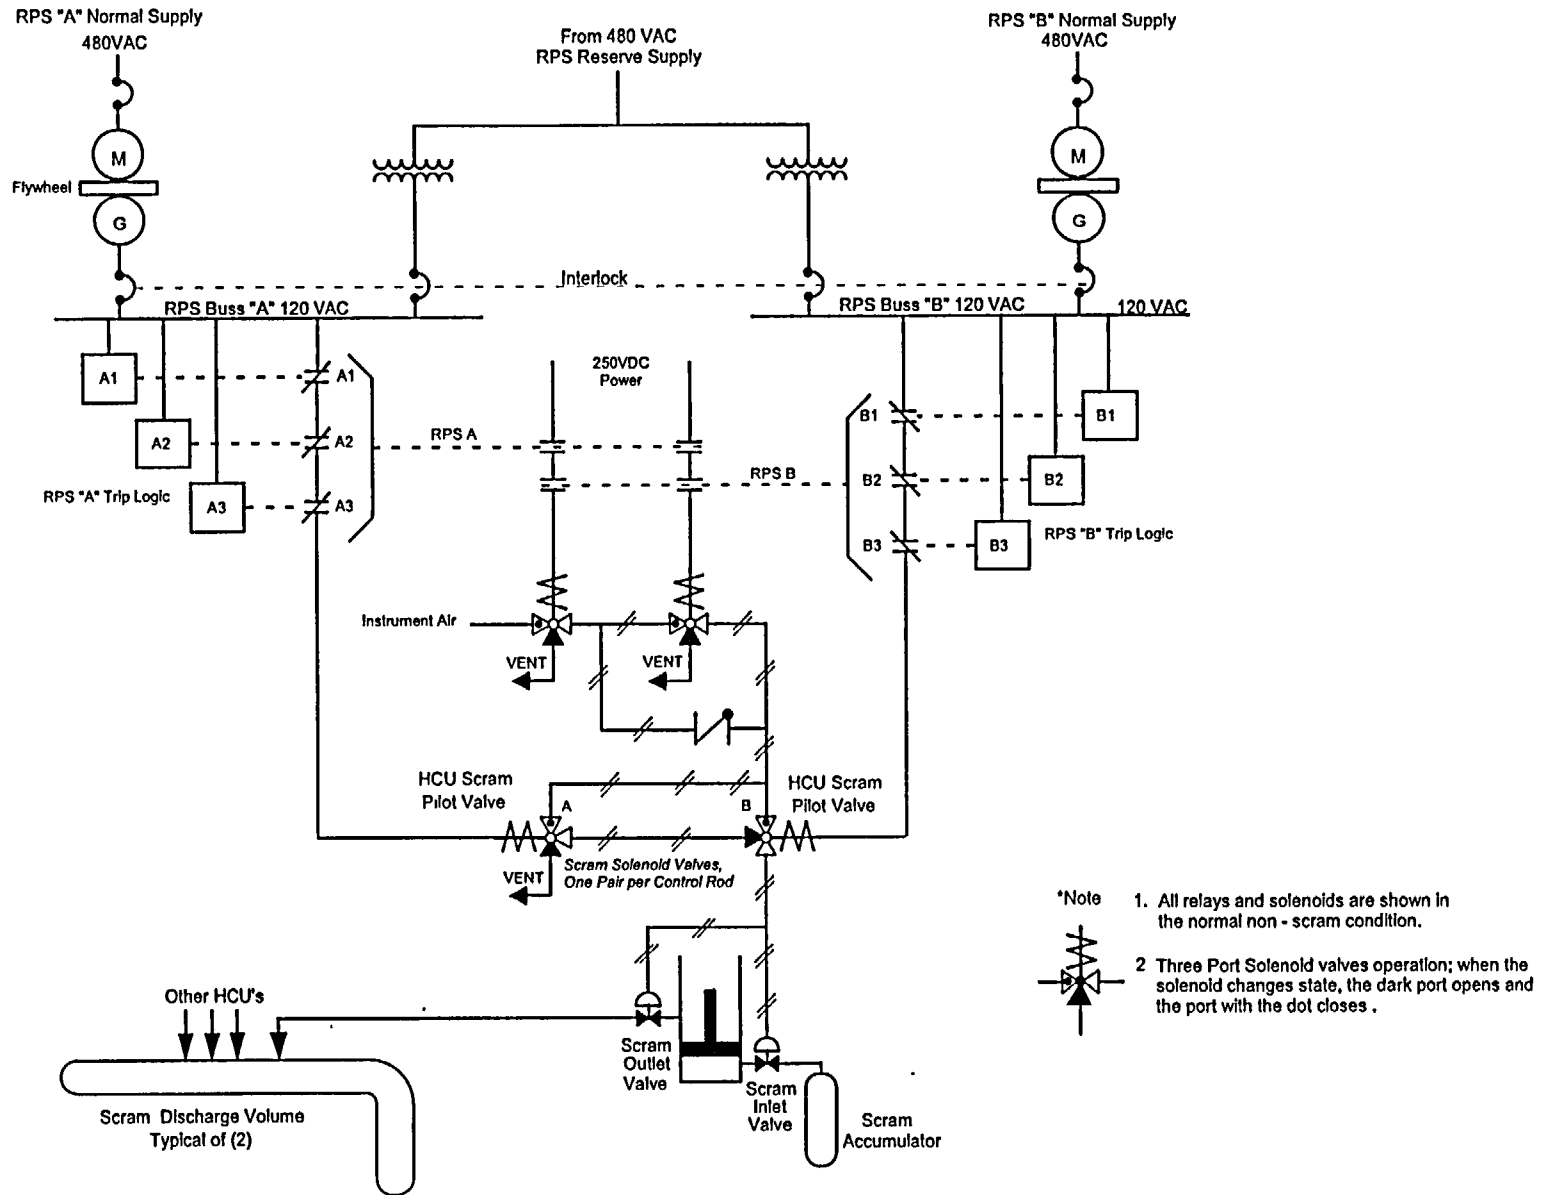 RPS "A" Normal Supply
480VAC
From 480 VAC
RPS Reserve Supply
RPS "B" Normal Supply
480VAC
M
Flywheel
G
M
G
Interlock
RPS Buss "A" 120 VAC
RPS Buss "B" 120 VAC
120 VAC
A1
A1
A2
A2
A3
A3
RPS "A" Trip Logic
RPS A
250VDC
Power
RPS B
B1
B1
B2
B2
B3
B3
RPS "B" Trip Logic
Instrument Air
VENT
VENT
HCU Scram
Pilot Valve
A
B
HCU Scram
Pilot Valve
VENT
Scram Solenoid Valves,
One Pair per Control Rod
*Note
1. All relays and solenoids are shown in
the normal non - scram condition.
2 Three Port Solenoid valves operation; when the
solenoid changes state, the dark port opens and
the port with the dot closes .
Other HCU's
Scram
Outlet
Valve
Scram
Inlet
Valve
Scram
Accumulator
Scram Discharge Volume
Typical of (2)